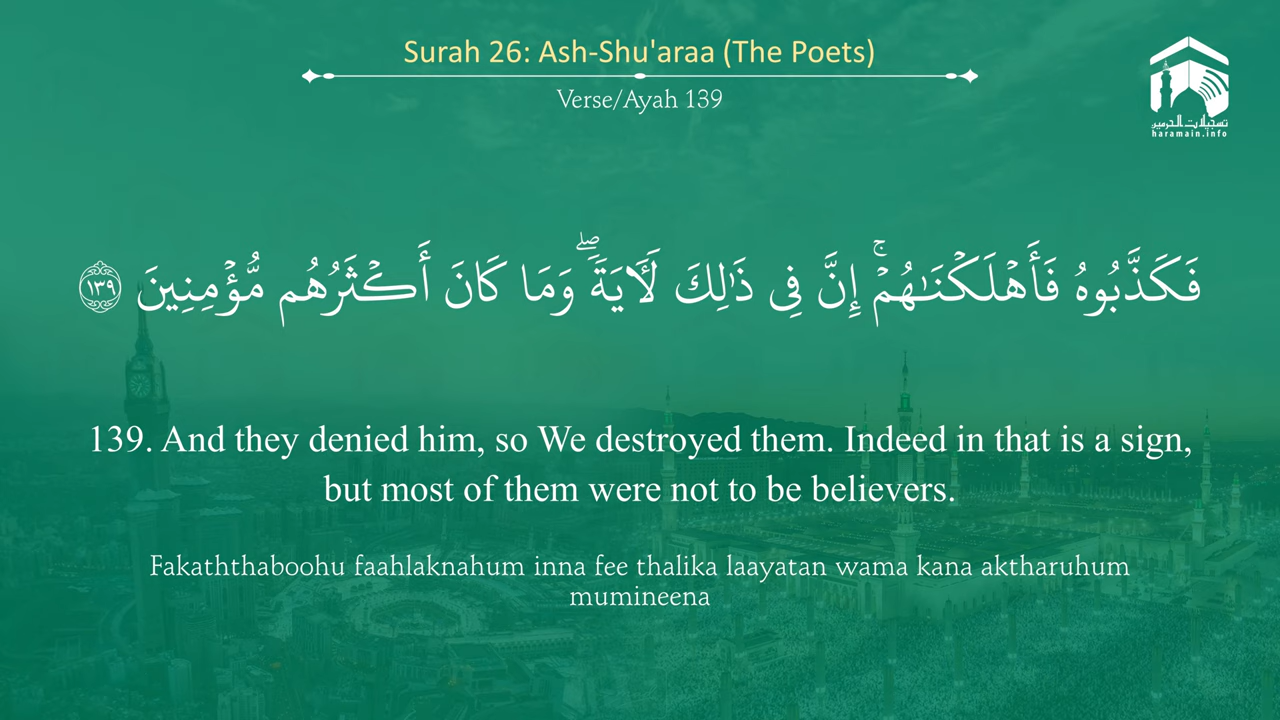 Surah 26: Ash-Shu'araa (The Poets)
Verse/Ayah 139
تسجيلات الحرمين
haramain.info
فَكَذَّبُوهُ فَأَهْلَكْنَـٰهُمْ ۚ إِنَّ فِى ذَٰلِكَ لَـَٔايَةً ۖ وَمَا كَانَ أَكْثَرُهُم مُّؤْمِنِينَ ١٣٩
139. And they denied him, so We destroyed them. Indeed in that is a sign,
but most of them were not to be believers.
Fakaththaboohu faahlaknahum inna fee thalika laayatan wama kana aktharuhum
mumineena